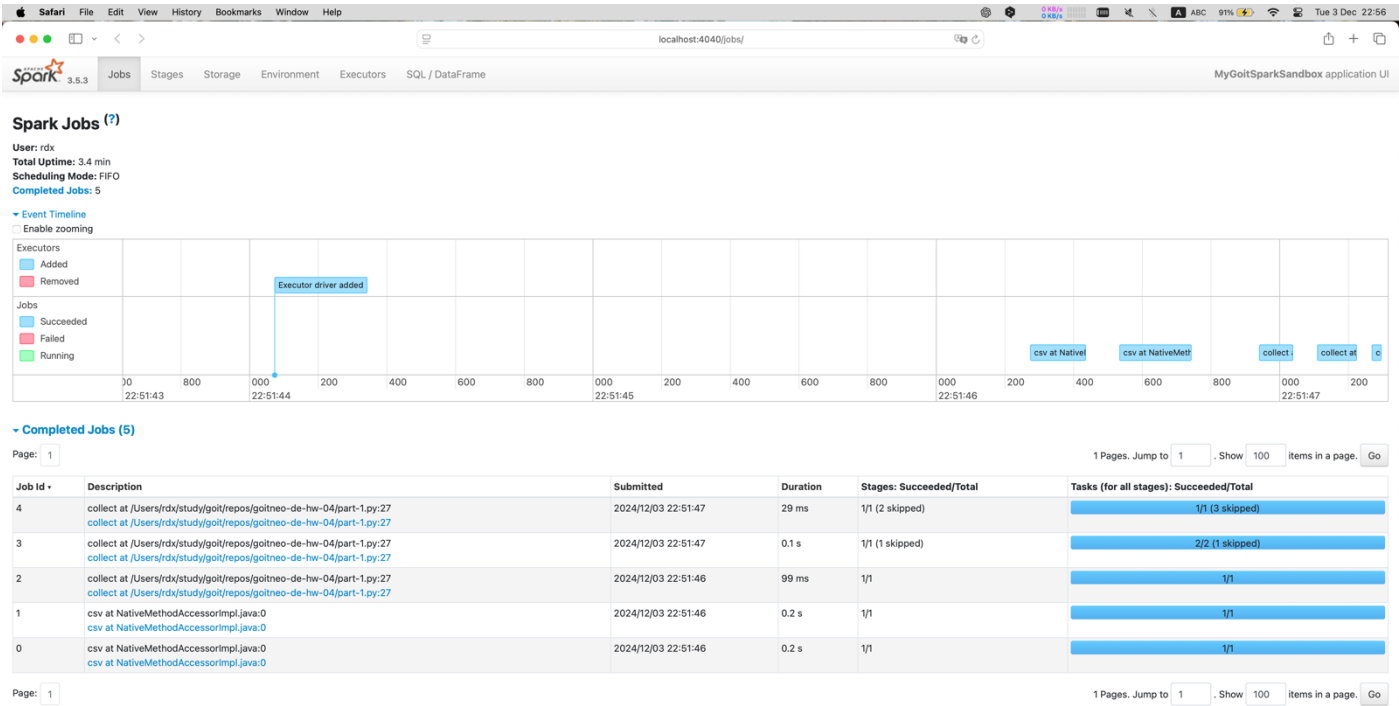 Safari File Edit View History Bookmarks Window Help 0 KB/s 0 KB/s A ABC 91% Tue 3 Dec 22:56
localhost:4040/jobs/
APACHE Spark 3.5.3 Jobs Stages Storage Environment Executors SQL / DataFrame MyGoitSparkSandbox application UI
Spark Jobs (?)
User: rdx
Total Uptime: 3.4 min
Scheduling Mode: FIFO
Completed Jobs: 5
Event Timeline
Enable zooming
Executors
Added
Removed
Executor driver added
Jobs
Succeeded
Failed
Running
csv at Nativel csv at NativeMeth collect collect at c
00 800 000 200 400 600 800 000 200 400 600 800 000 200 400 600 800 000 200
22:51:43 22:51:44 22:51:45 22:51:46 22:51:47
Completed Jobs (5)
Page: 1 1 Pages. Jump to 1 . Show 100 items in a page. Go
Job Id Description Submitted Duration Stages: Succeeded/Total Tasks (for all stages): Succeeded/Total
4 collect at /Users/rdx/study/goit/repos/goitneo-de-hw-04/part-1.py:27 2024/12/03 22:51:47 29 ms 1/1 (2 skipped) 1/1 (3 skipped)
collect at /Users/rdx/study/goit/repos/goitneo-de-hw-04/part-1.py:27
3 collect at /Users/rdx/study/goit/repos/goitneo-de-hw-04/part-1.py:27 2024/12/03 22:51:47 0.1 s 1/1 (1 skipped) 2/2 (1 skipped)
collect at /Users/rdx/study/goit/repos/goitneo-de-hw-04/part-1.py:27
2 collect at /Users/rdx/study/goit/repos/goitneo-de-hw-04/part-1.py:27 2024/12/03 22:51:46 99 ms 1/1 1/1
collect at /Users/rdx/study/goit/repos/goitneo-de-hw-04/part-1.py:27
1 csv at NativeMethodAccessorImpl.java:0 2024/12/03 22:51:46 0.2 s 1/1 1/1
csv at NativeMethodAccessorImpl.java:0
0 csv at NativeMethodAccessorImpl.java:0 2024/12/03 22:51:46 0.2 s 1/1 1/1
csv at NativeMethodAccessorImpl.java:0
Page: 1 1 Pages. Jump to 1 . Show 100 items in a page. Go